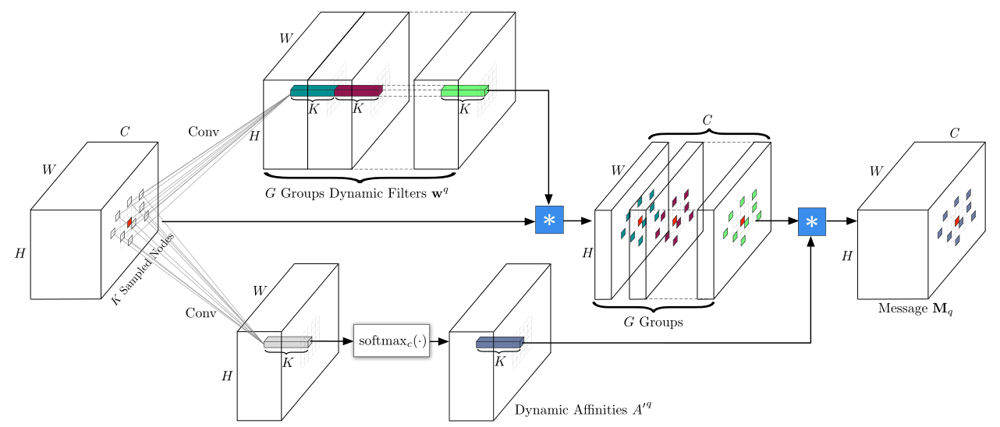 W
K
K
K
H
G Groups Dynamic Filters w^q
Conv
C
W
H
K Sampled Nodes
Conv
*
C
W
H
G Groups
*
C
W
H
Message M_q
W
H
K
softmax_c(·)
K
Dynamic Affinities A'^q